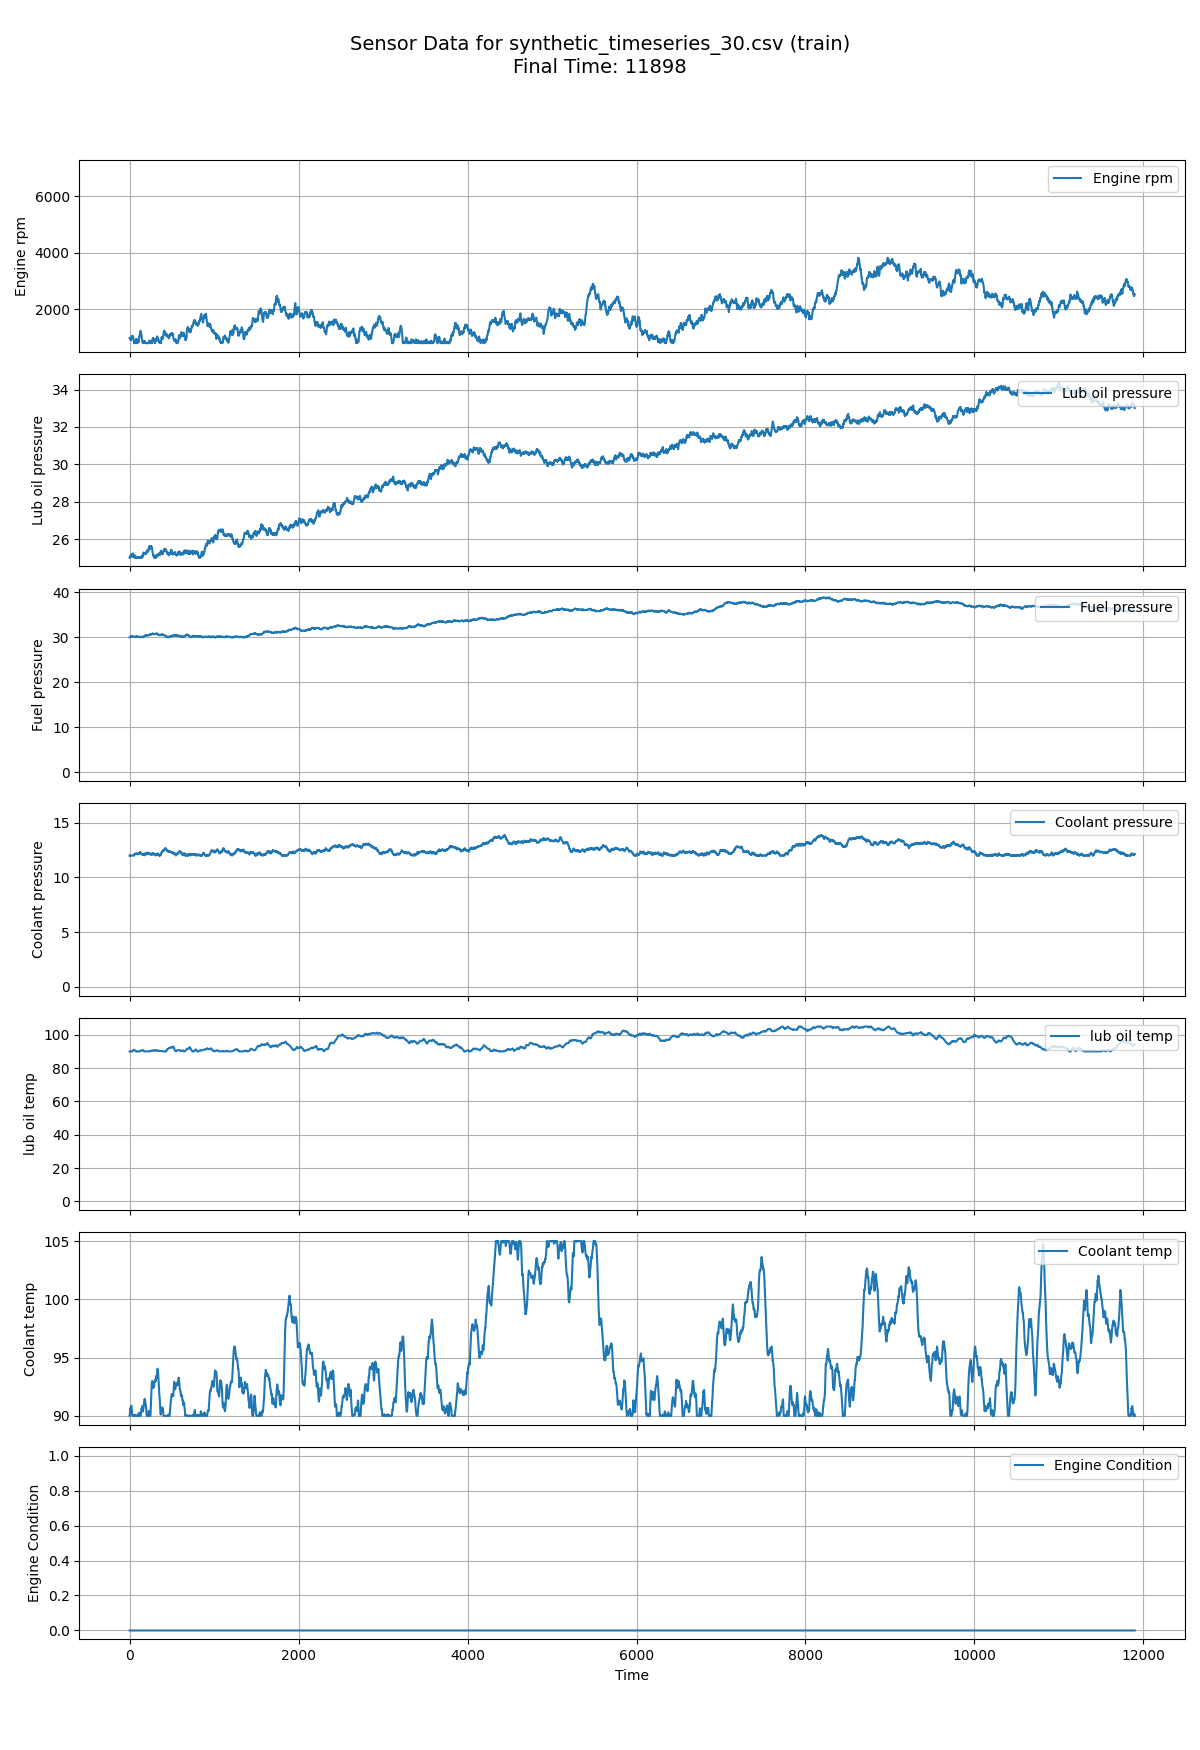 Sensor Data for synthetic_timeseries_30.csv (train)
Final Time: 11898
Engine rpm
6000
4000
2000
Engine rpm
Lub oil pressure
34
32
30
28
26
Lub oil pressure
Fuel pressure
40
30
20
10
0
Fuel pressure
Coolant pressure
15
10
5
0
Coolant pressure
lub oil temp
100
80
60
40
20
0
lub oil temp
Coolant temp
105
100
95
90
Coolant temp
Engine Condition
1.0
0.8
0.6
0.4
0.2
0.0
Engine Condition
0 2000 4000 6000 8000 10000 12000
Time